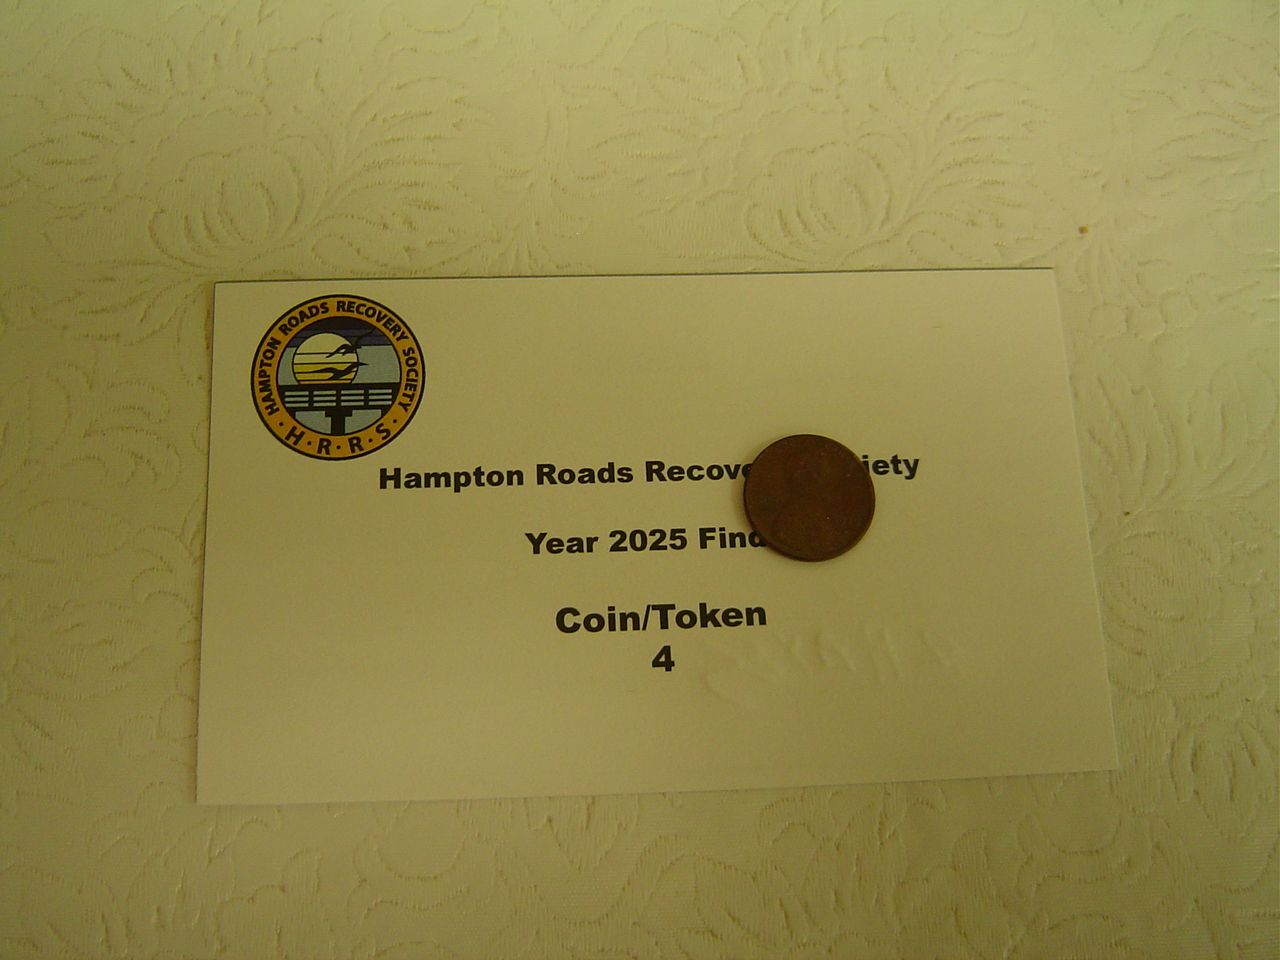 HAMPTON ROADS RECOVERY SOCIETY
· H · R · R · S ·
Hampton Roads Recove iety
Year 2025 Find
Coin/Token
4